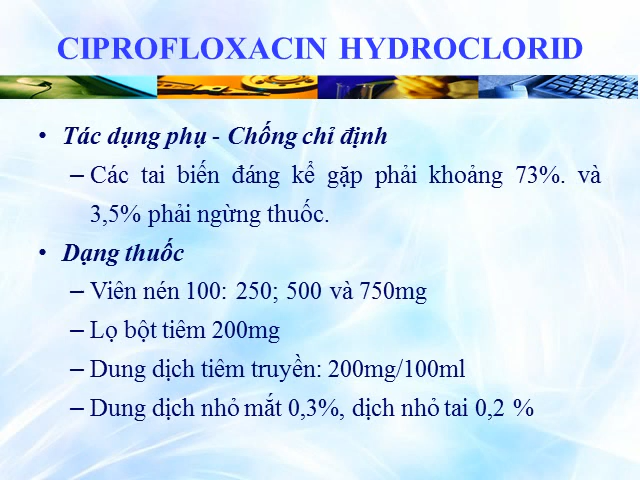 CIPROFLOXACIN HYDROCLORID
• Tác dụng phụ - Chống chỉ định
– Các tai biến đáng kể gặp phải khoảng 73%. và
3,5% phải ngừng thuốc.
• Dạng thuốc
– Viên nén 100: 250; 500 và 750mg
– Lọ bột tiêm 200mg
– Dung dịch tiêm truyền: 200mg/100ml
– Dung dịch nhỏ mắt 0,3%, dịch nhỏ tai 0,2 %